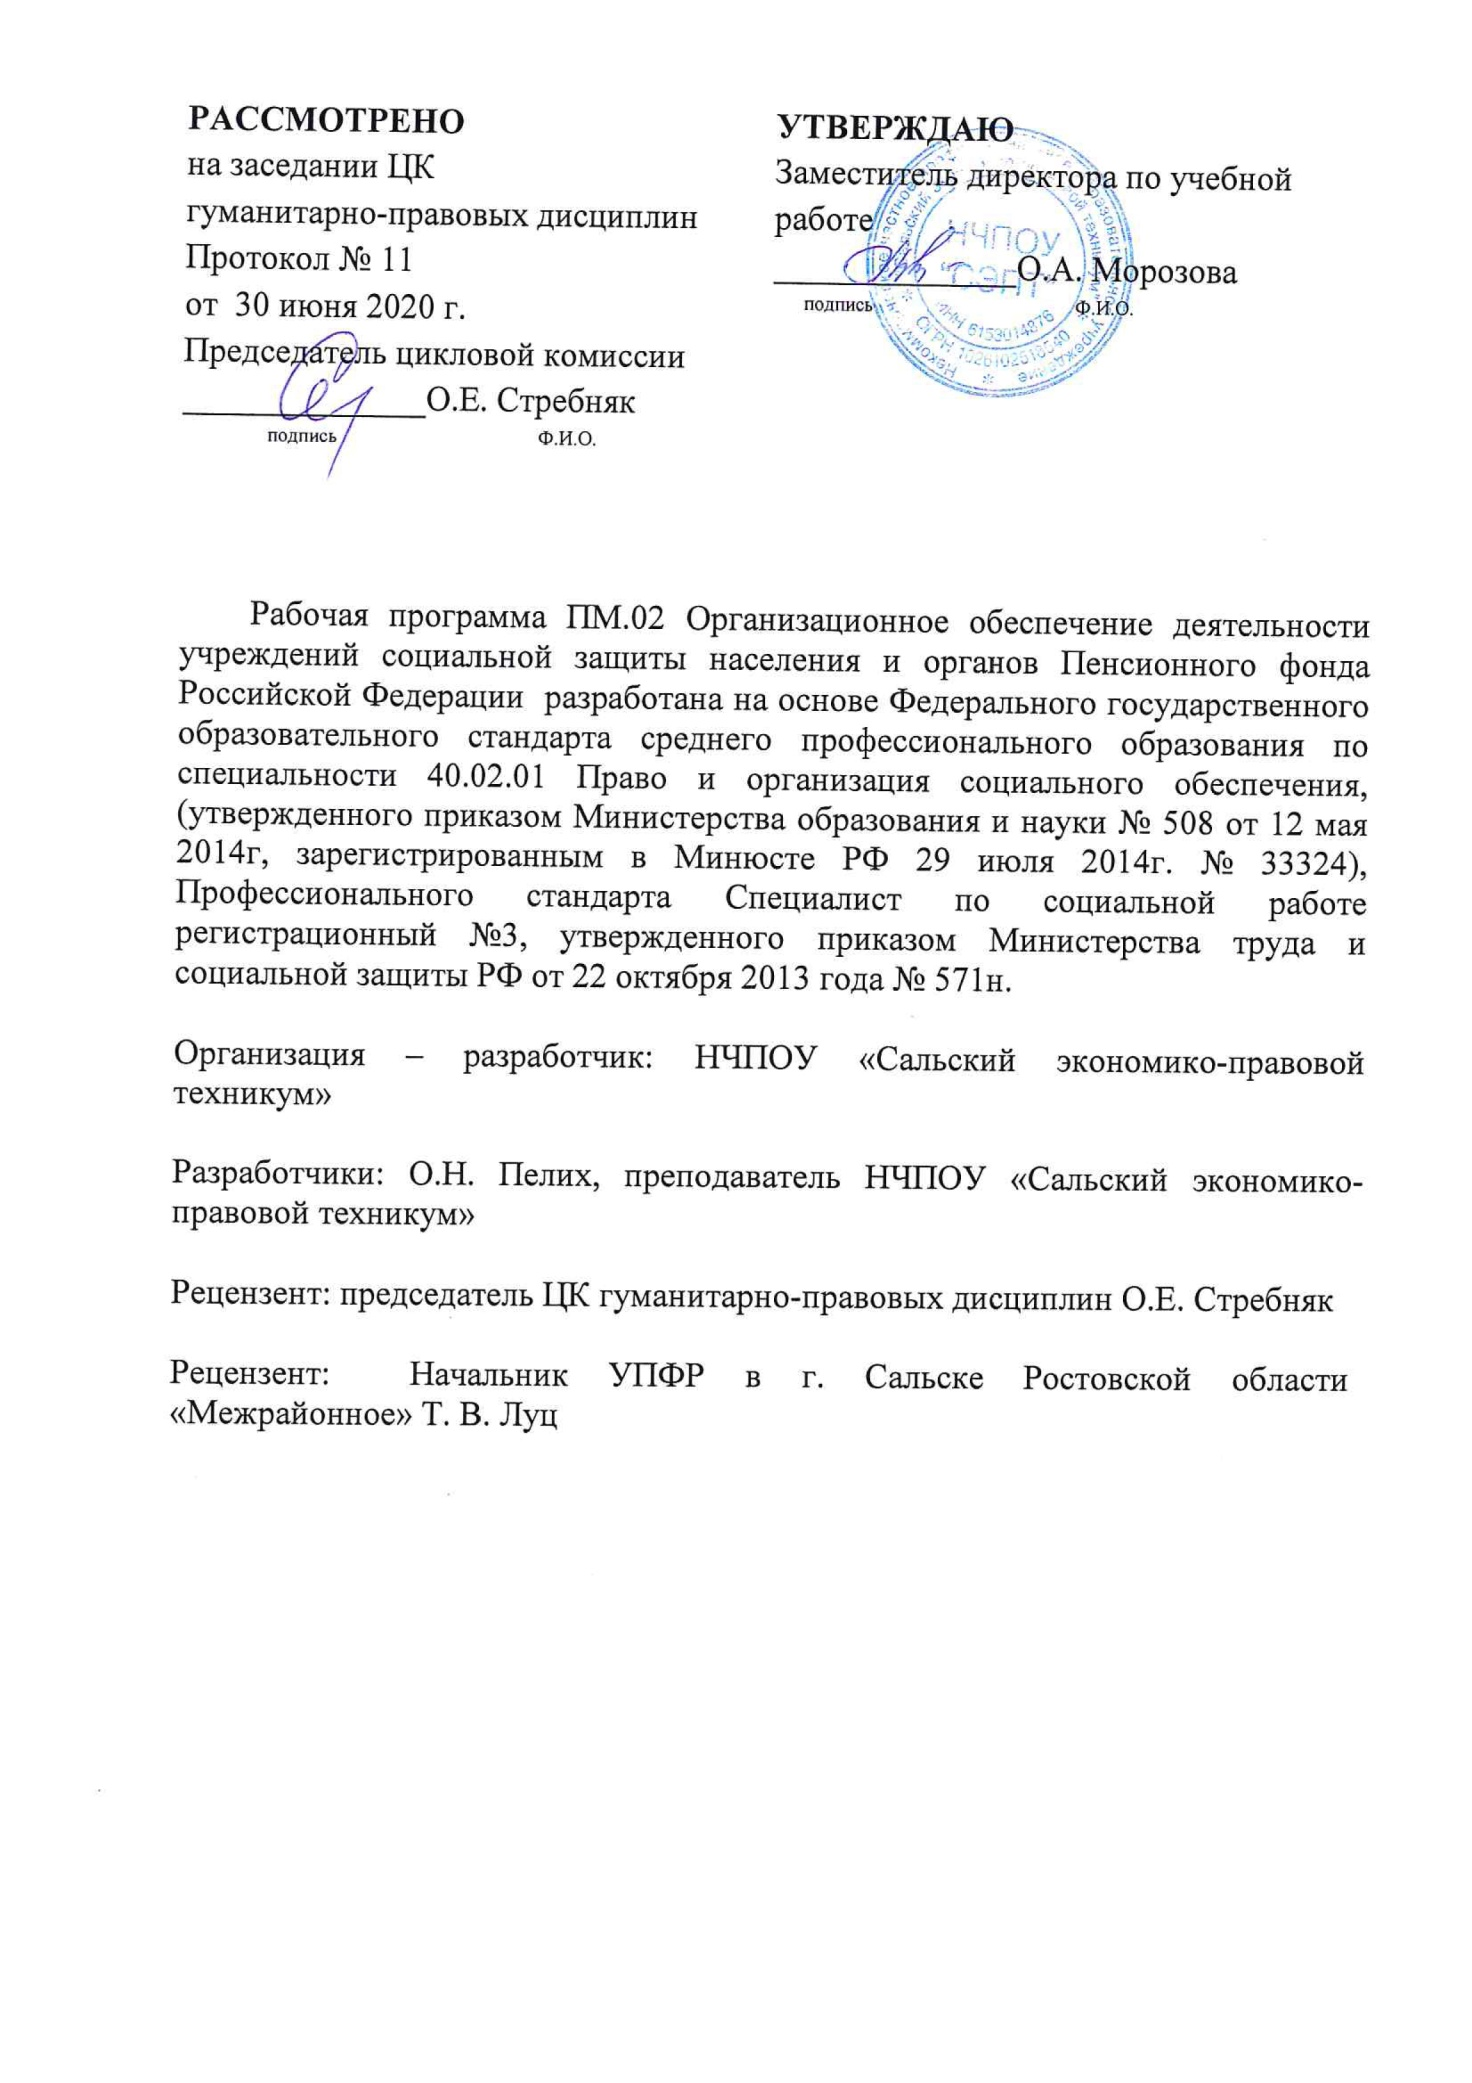 РАССМОТРЕНО
на заседании ЦК
гуманитарно-правовых дисциплин
Протокол № 11
от 30 июня 2020 г.
Председатель цикловой комиссии
_______________О.Е. Стребняк
подпись Ф.И.О.
УТВЕРЖДАЮ
Заместитель директора по учебной
работе
_______________О.А. Морозова
подпись Ф.И.О.
НЧПОУ
"СЭПТ"
ИНН 6153014876
Рабочая программа ПМ.02 Организационное обеспечение деятельности
учреждений социальной защиты населения и органов Пенсионного фонда
Российской Федерации разработана на основе Федерального государственного
образовательного стандарта среднего профессионального образования по
специальности 40.02.01 Право и организация социального обеспечения,
(утвержденного приказом Министерства образования и науки № 508 от 12 мая
2014г, зарегистрированным в Минюсте РФ 29 июля 2014г. № 33324),
Профессионального стандарта Специалист по социальной работе
регистрационный №3, утвержденного приказом Министерства труда и
социальной защиты РФ от 22 октября 2013 года № 571н.
Организация – разработчик: НЧПОУ «Сальский экономико-правовой
техникум»
Разработчики: О.Н. Пелих, преподаватель НЧПОУ «Сальский экономико-
правовой техникум»
Рецензент: председатель ЦК гуманитарно-правовых дисциплин О.Е. Стребняк
Рецензент: Начальник УПФР в г. Сальске Ростовской области
«Межрайонное» Т. В. Луц